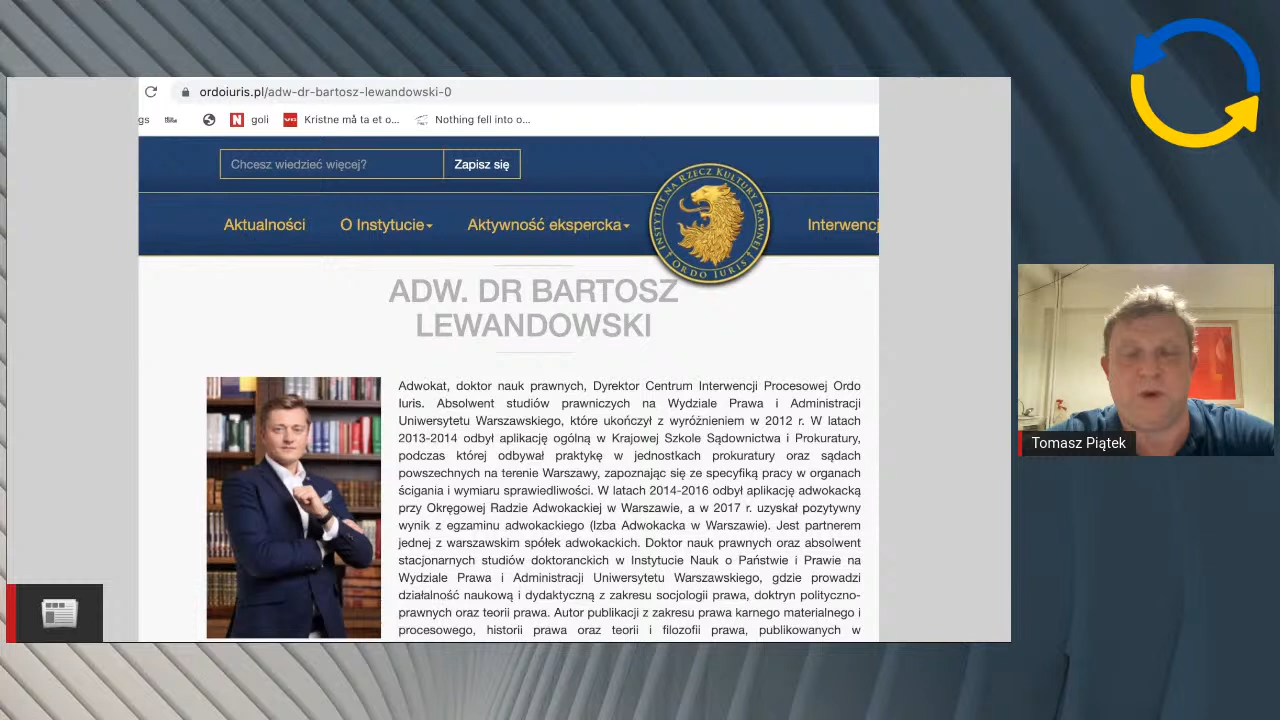 ordoiuris.pl/adw-dr-bartosz-lewandowski-0
gs
goli
Kristne må ta et o...
Nothing fell into o...
Chcesz wiedzieć więcej?
Zapisz się
Aktualności
O Instytucie
Aktywność ekspercka
Interwencj
INSTYTUT NA RZECZ KULTURY PRAWNEJ
ORDO IURIS
ADW. DR BARTOSZ
LEWANDOWSKI
Adwokat, doktor nauk prawnych, Dyrektor Centrum Interwencji Procesowej Ordo
Iuris. Absolwent studiów prawniczych na Wydziale Prawa i Administracji
Uniwersytetu Warszawskiego, które ukończył z wyróżnieniem w 2012 r. W latach
2013-2014 odbył aplikację ogólną w Krajowej Szkole Sądownictwa i Prokuratury,
podczas której odbywał praktykę w jednostkach prokuratury oraz sądach
powszechnych na terenie Warszawy, zapoznając się ze specyfiką pracy w organach
ścigania i wymiaru sprawiedliwości. W latach 2014-2016 odbył aplikację adwokacką
przy Okręgowej Radzie Adwokackiej w Warszawie, a w 2017 r. uzyskał pozytywny
wynik z egzaminu adwokackiego (Izba Adwokacka w Warszawie). Jest partnerem
jednej z warszawskim spółek adwokackich. Doktor nauk prawnych oraz absolwent
stacjonarnych studiów doktoranckich w Instytucie Nauk o Państwie i Prawie na
Wydziale Prawa i Administracji Uniwersytetu Warszawskiego, gdzie prowadzi
działalność naukową i dydaktyczną z zakresu socjologii prawa, doktryn polityczno-
prawnych oraz teorii prawa. Autor publikacji z zakresu prawa karnego materialnego i
procesowego, historii prawa oraz teorii i filozofii prawa, publikowanych w
Tomasz Piątek